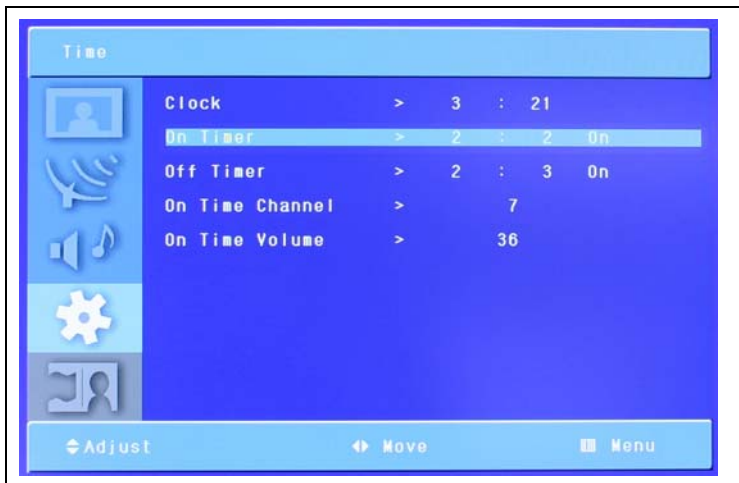 Time
Clock > 3 : 21
On Timer > 2 : 2 On
Off Timer > 2 : 3 On
On Time Channel > 7
On Time Volume > 36
Adjust Move Menu